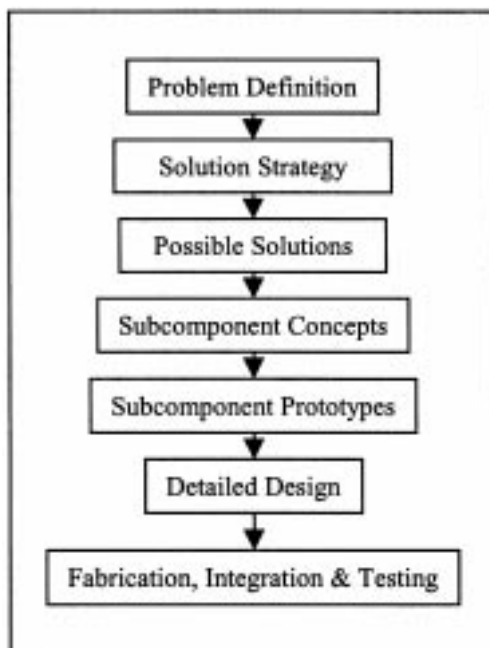 Problem Definition
Solution Strategy
Possible Solutions
Subcomponent Concepts
Subcomponent Prototypes
Detailed Design
Fabrication, Integration & Testing